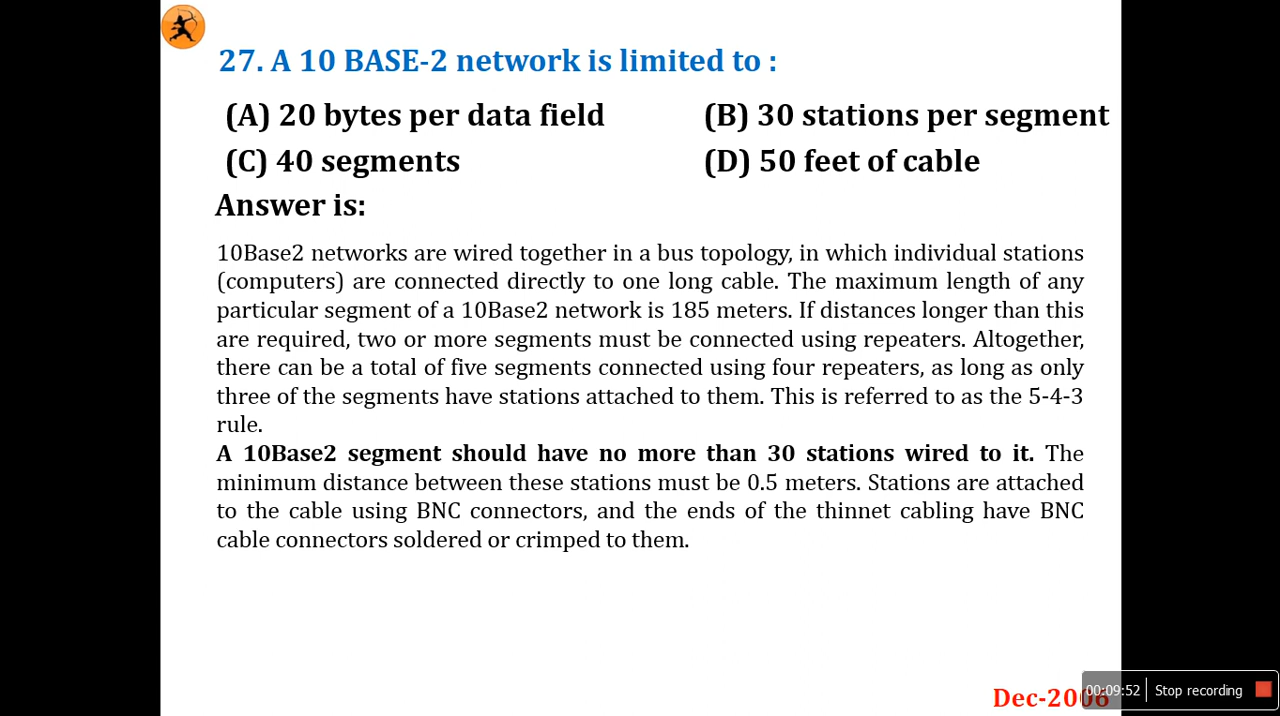 27. A 10 BASE-2 network is limited to :
(A) 20 bytes per data field (B) 30 stations per segment
(C) 40 segments (D) 50 feet of cable
Answer is:
10Base2 networks are wired together in a bus topology, in which individual stations
(computers) are connected directly to one long cable. The maximum length of any
particular segment of a 10Base2 network is 185 meters. If distances longer than this
are required, two or more segments must be connected using repeaters. Altogether,
there can be a total of five segments connected using four repeaters, as long as only
three of the segments have stations attached to them. This is referred to as the 5-4-3
rule.
A 10Base2 segment should have no more than 30 stations wired to it. The
minimum distance between these stations must be 0.5 meters. Stations are attached
to the cable using BNC connectors, and the ends of the thinnet cabling have BNC
cable connectors soldered or crimped to them.
Dec-2006
00:09:52 Stop recording